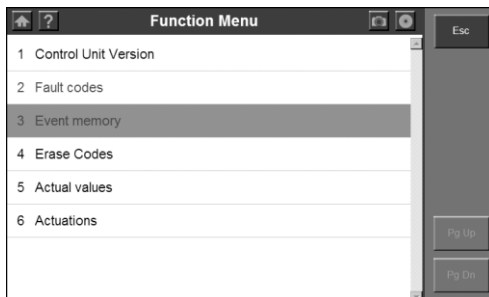 ? Function Menu
Esc
1 Control Unit Version
2 Fault codes
3 Event memory
4 Erase Codes
5 Actual values
6 Actuations
Pg Up
Pg Dn